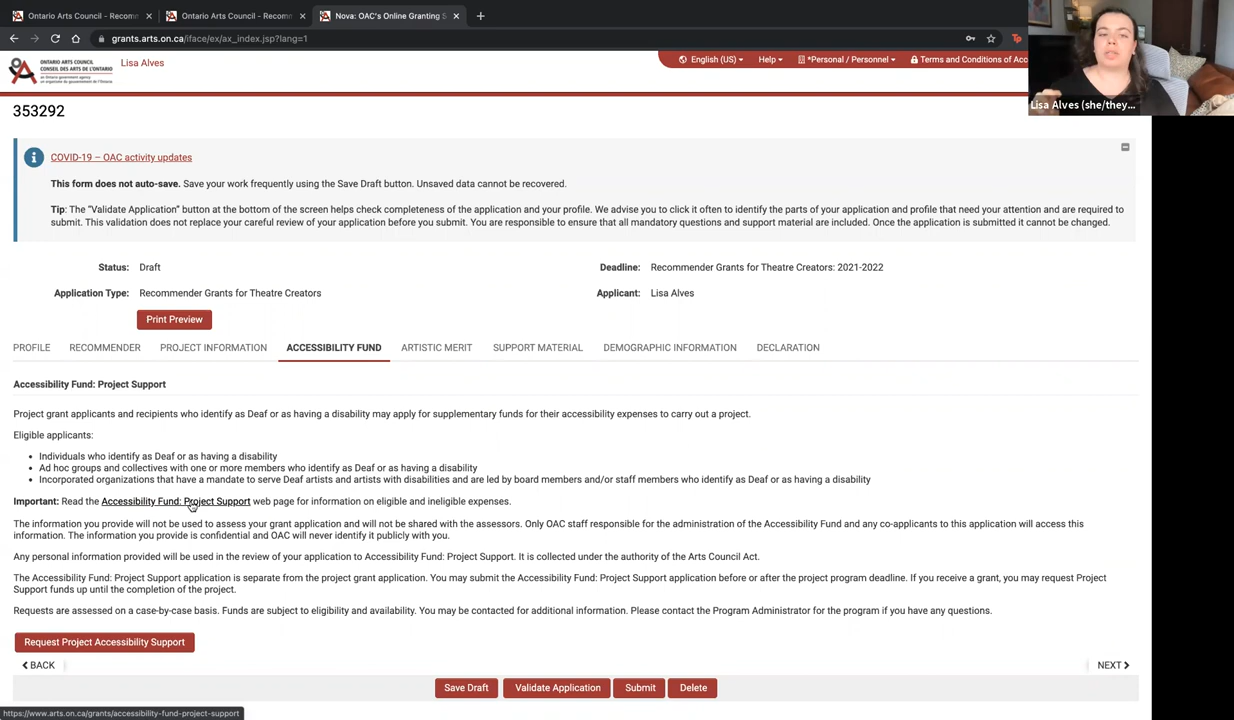 Ontario Arts Council - Recomm
Ontario Arts Council - Recomm
Nova: OAC's Online Granting S
grants.arts.on.ca/iface/ex/ax_index.jsp?lang=1
ONTARIO ARTS COUNCIL
CONSEIL DES ARTS DE L'ONTARIO
an Ontario government agency
un organisme du gouvernement de l'Ontario
Lisa Alves
English (US)
Help
*Personal / Personnel
Terms and Conditions of Acc
Lisa Alves (she/they...
353292
COVID-19 – OAC activity updates
This form does not auto-save. Save your work frequently using the Save Draft button. Unsaved data cannot be recovered.
Tip: The "Validate Application" button at the bottom of the screen helps check completeness of the application and your profile. We advise you to click it often to identify the parts of your application and profile that need your attention and are required to
submit. This validation does not replace your careful review of your application before you submit. You are responsible to ensure that all mandatory questions and support material are included. Once the application is submitted it cannot be changed.
Status: Draft
Deadline: Recommender Grants for Theatre Creators: 2021-2022
Application Type: Recommender Grants for Theatre Creators
Applicant: Lisa Alves
Print Preview
PROFILE RECOMMENDER PROJECT INFORMATION ACCESSIBILITY FUND ARTISTIC MERIT SUPPORT MATERIAL DEMOGRAPHIC INFORMATION DECLARATION
Accessibility Fund: Project Support
Project grant applicants and recipients who identify as Deaf or as having a disability may apply for supplementary funds for their accessibility expenses to carry out a project.
Eligible applicants:
• Individuals who identify as Deaf or as having a disability
• Ad hoc groups and collectives with one or more members who identify as Deaf or as having a disability
• Incorporated organizations that have a mandate to serve Deaf artists and artists with disabilities and are led by board members and/or staff members who identify as Deaf or as having a disability
Important: Read the Accessibility Fund: Project Support web page for information on eligible and ineligible expenses.
The information you provide will not be used to assess your grant application and will not be shared with the assessors. Only OAC staff responsible for the administration of the Accessibility Fund and any co-applicants to this application will access this
information. The information you provide is confidential and OAC will never identify it publicly with you.
Any personal information provided will be used in the review of your application to Accessibility Fund: Project Support. It is collected under the authority of the Arts Council Act.
The Accessibility Fund: Project Support application is separate from the project grant application. You may submit the Accessibility Fund: Project Support application before or after the project program deadline. If you receive a grant, you may request Project
Support funds up until the completion of the project.
Requests are assessed on a case-by-case basis. Funds are subject to eligibility and availability. You may be contacted for additional information. Please contact the Program Administrator for the program if you have any questions.
Request Project Accessibility Support
BACK
NEXT
Save Draft Validate Application Submit Delete
https://www.arts.on.ca/grants/accessibility-fund-project-support